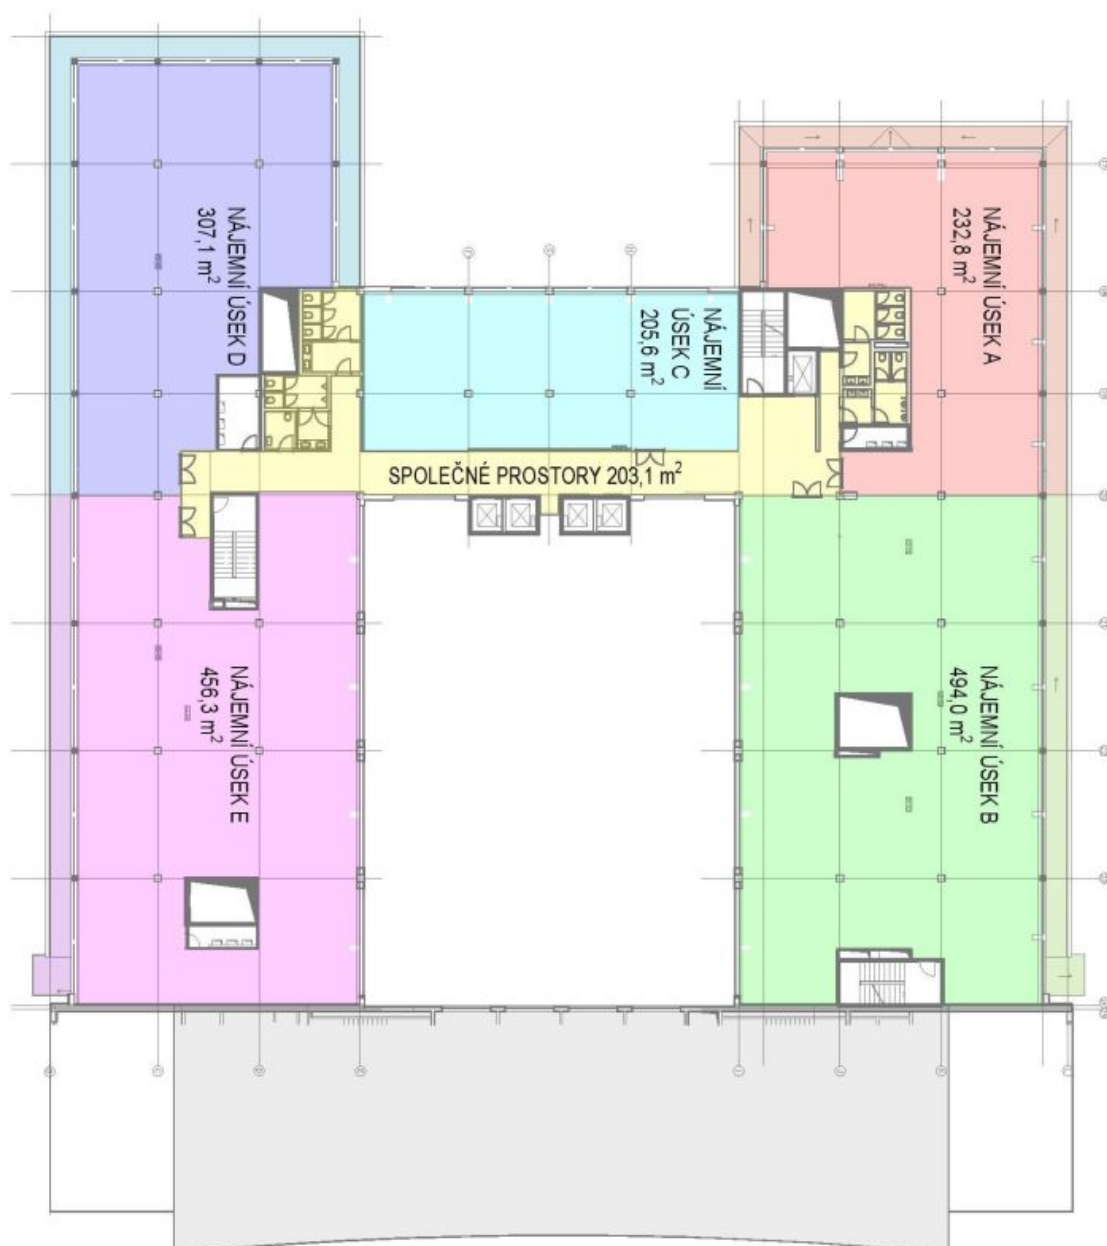 NÁJEMNÍ ÚSEK D
307,1 m²
NÁJEMNÍ ÚSEK A
232,8 m²
NÁJEMNÍ
ÚSEK C
205,6 m²
SPOLEČNÉ PROSTORY 203,1 m²
NÁJEMNÍ ÚSEK E
456,3 m²
NÁJEMNÍ ÚSEK B
494,0 m²